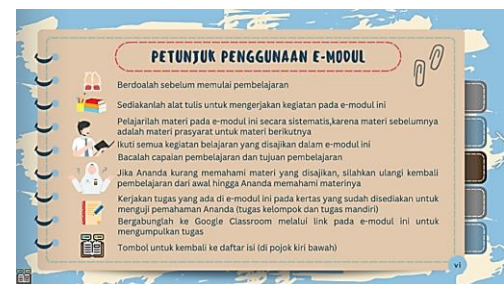 PETUNJUK PENGGUNAAN E-MODUL
Berdoalah sebelum memulai pembelajaran
Sediakanlah alat tulis untuk mengerjakan kegiatan pada e-modul ini
Pelajarilah materi pada e-modul ini secara sistematis,karena materi sebelumnya
adalah materi prasyarat untuk materi berikutnya
Ikuti semua kegiatan belajaran yang disajikan dalam e-modul ini
Bacalah capaian pembelajaran dan tujuan pembelajaran
Jika Ananda kurang memahami materi yang disajikan, silahkan ulangi kembali
pembelajaran dari awal hingga Ananda memahami materinya
Kerjakan tugas yang ada di e-modul ini pada kertas yang sudah disediakan untuk
menguji pemahaman Ananda (tugas kelompok dan tugas mandiri)
Bergabunglah ke Google Classroom melalui link pada e-modul ini untuk
mengumpulkan tugas
Tombol untuk kembali ke daftar isi (di pojok kiri bawah)
vi